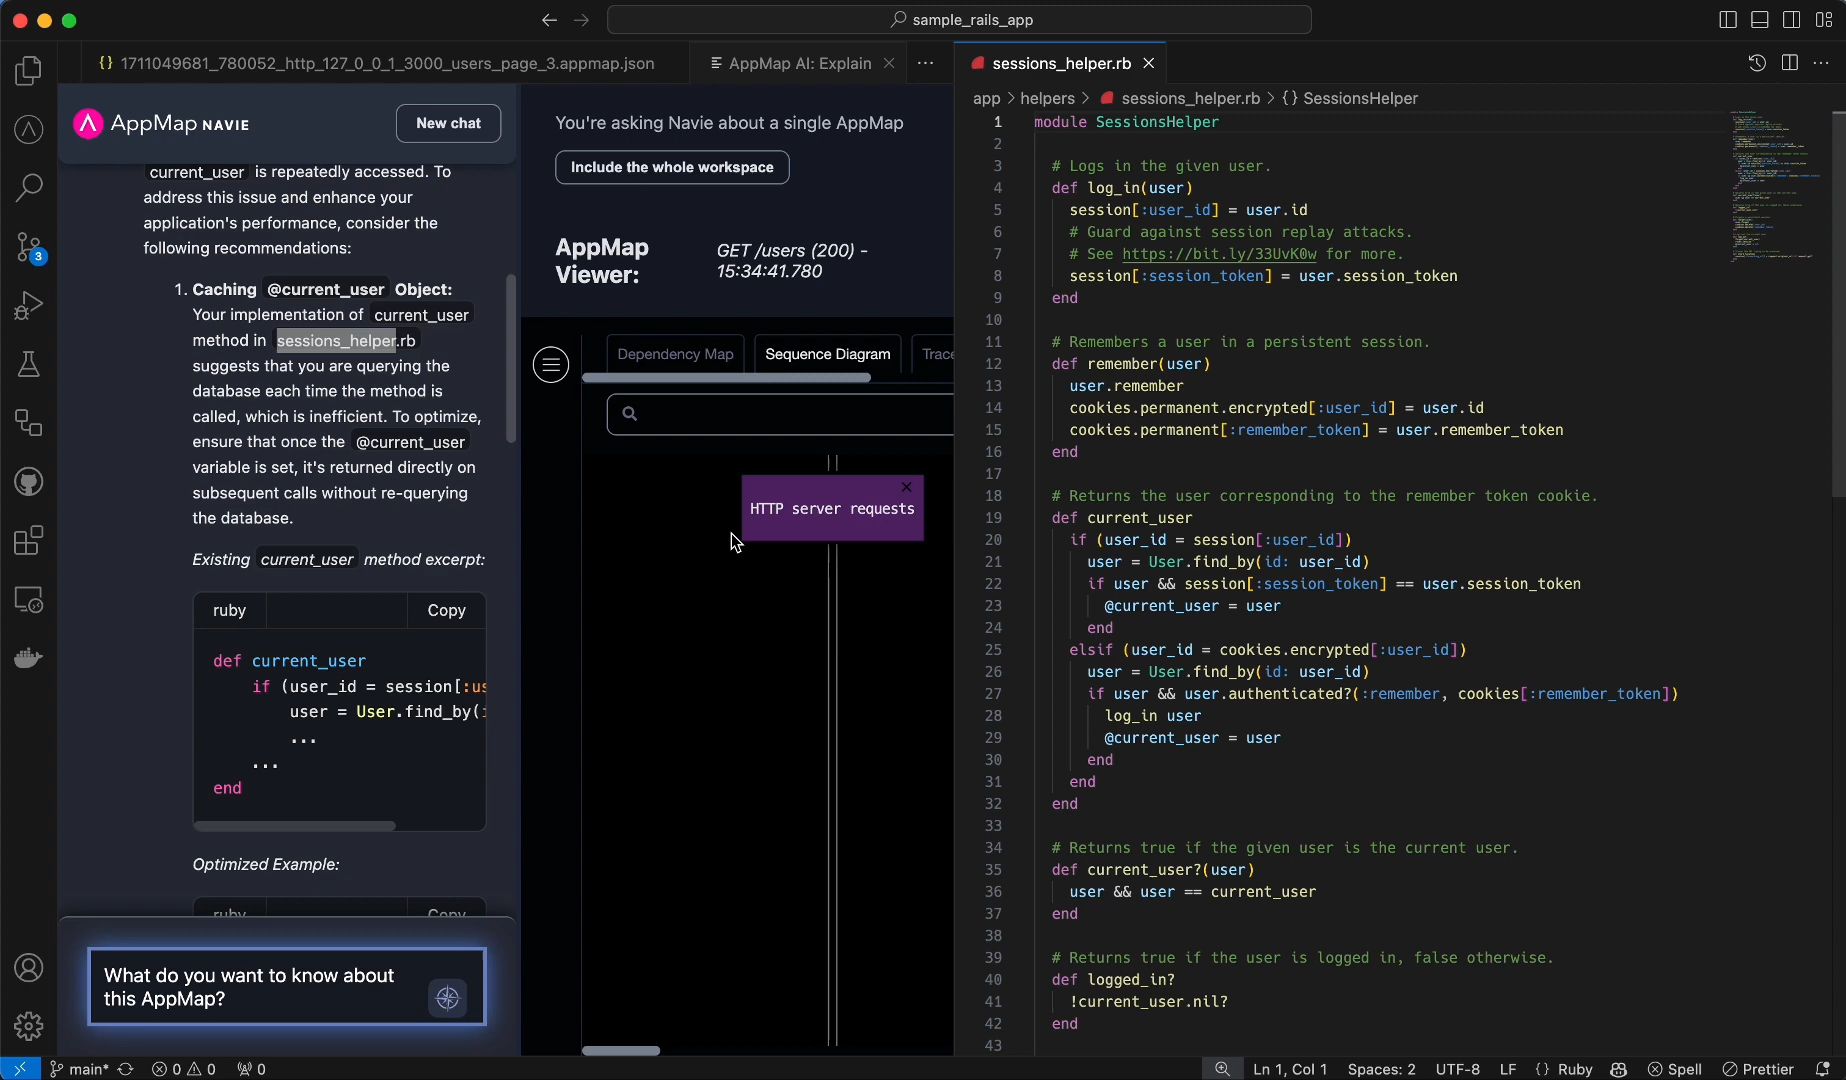 sample_rails_app
{} 1711049681_780052_http_127_0_0_1_3000_users_page_3.appmap.json
AppMap AI: Explain
sessions_helper.rb
3
AppMap NAVIE
New chat
current_user is repeatedly accessed. To
address this issue and enhance your
application's performance, consider the
following recommendations:
1. Caching @current_user Object:
Your implementation of current_user
method in sessions_helper.rb
suggests that you are querying the
database each time the method is
called, which is inefficient. To optimize,
ensure that once the @current_user
variable is set, it's returned directly on
subsequent calls without re-querying
the database.
Existing current_user method excerpt:
ruby
Copy
def current_user
if (user_id = session[:us
user = User.find_by(i
...
...
end
Optimized Example:
ruby
Copy
What do you want to know about
this AppMap?
You're asking Navie about a single AppMap
Include the whole workspace
AppMap
Viewer:
GET /users (200) -
15:34:41.780
Dependency Map
Sequence Diagram
Trace
HTTP server requests
app > helpers > sessions_helper.rb > {} SessionsHelper
1 module SessionsHelper
2
3 # Logs in the given user.
4 def log_in(user)
5 session[:user_id] = user.id
6 # Guard against session replay attacks.
7 # See https://bit.ly/33UvK0w for more.
8 session[:session_token] = user.session_token
9 end
10
11 # Remembers a user in a persistent session.
12 def remember(user)
13 user.remember
14 cookies.permanent.encrypted[:user_id] = user.id
15 cookies.permanent[:remember_token] = user.remember_token
16 end
17
18 # Returns the user corresponding to the remember token cookie.
19 def current_user
20 if (user_id = session[:user_id])
21 user = User.find_by(id: user_id)
22 if user && session[:session_token] == user.session_token
23 @current_user = user
24 end
25 elsif (user_id = cookies.encrypted[:user_id])
26 user = User.find_by(id: user_id)
27 if user && user.authenticated?(:remember, cookies[:remember_token])
28 log_in user
29 @current_user = user
30 end
31 end
32 end
33
34 # Returns true if the given user is the current user.
35 def current_user?(user)
36 user && user == current_user
37 end
38
39 # Returns true if the user is logged in, false otherwise.
40 def logged_in?
41 !current_user.nil?
42 end
43
main* 0 0 0
Ln 1, Col 1 Spaces: 2 UTF-8 LF {} Ruby Spell Prettier